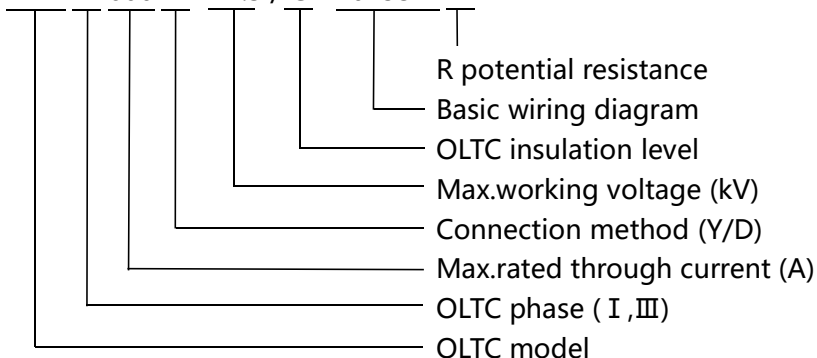 R potential resistance
Basic wiring diagram
OLTC insulation level
Max.working voltage (kV)
Connection method (Y/D)
Max.rated through current (A)
OLTC phase ( Ⅰ ,Ⅲ)
OLTC model